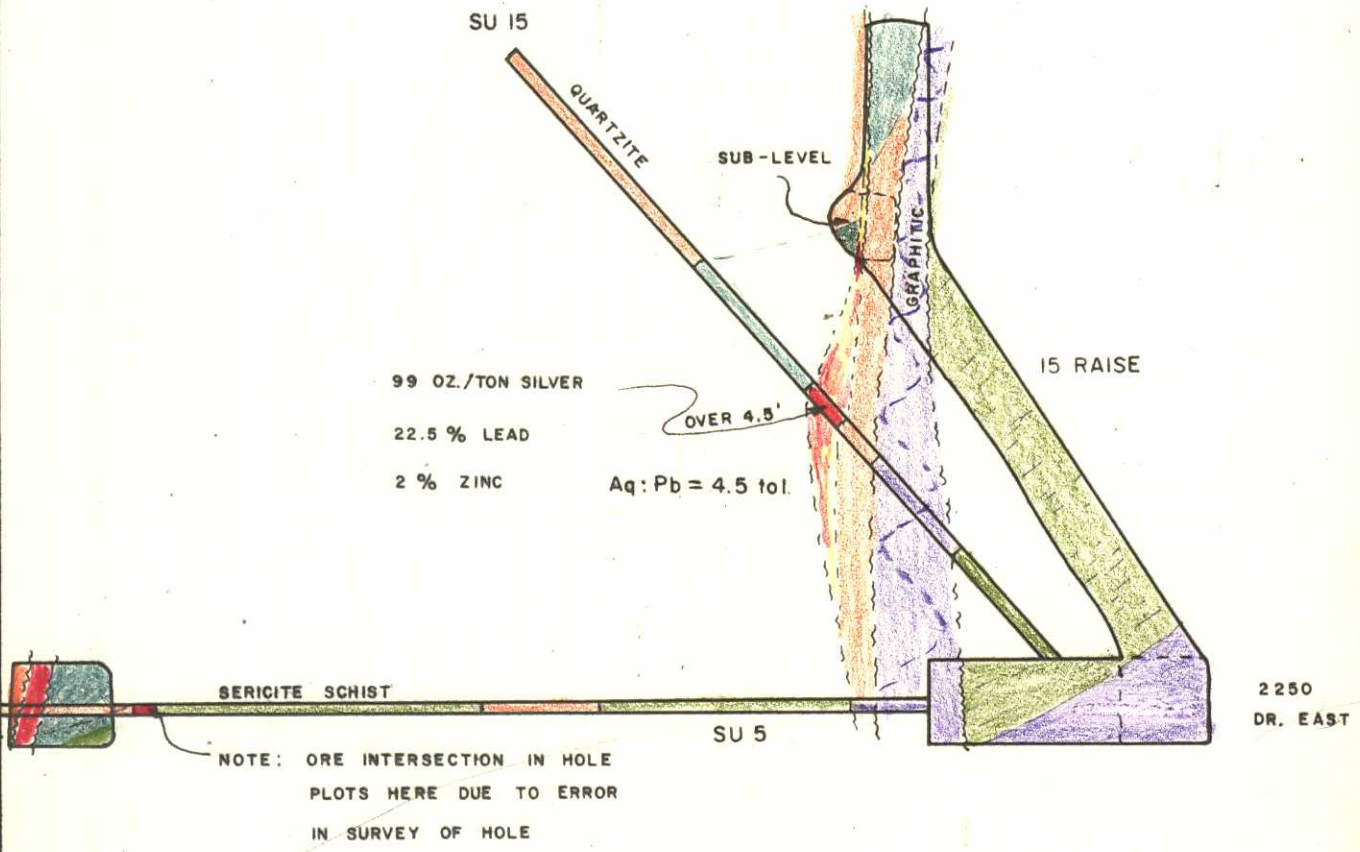 SU 15
QUARTZITE
SUB-LEVEL
GRAPHITIC
15 RAISE
99 OZ./TON SILVER
OVER 4.5'
22.5 % LEAD
2 % ZINC
Aq: Pb = 4.5 to 1.
SERICITE SCHIST
SU 5
2250
DR. EAST
NOTE: ORE INTERSECTION IN HOLE
PLOTS HERE DUE TO ERROR
IN SURVEY OF HOLE